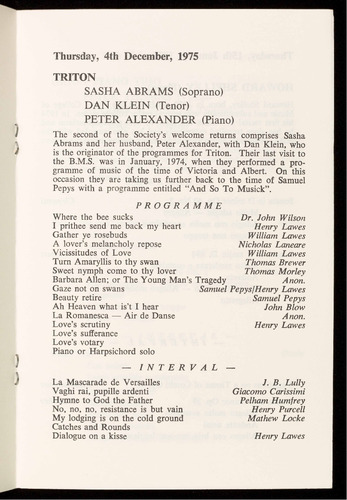 Thursday, 4th December, 1975
TRITON
SASHA ABRAMS (Soprano)
DAN KLEIN (Tenor)
PETER ALEXANDER (Piano)
The second of the Society's welcome returns comprises Sasha
Abrams and her husband, Peter Alexander, with Dan Klein, who
is the originator of the programmes for Triton. Their last visit to
the B.M.S. was in January, 1974, when they performed a pro-
gramme of music of the time of Victoria and Albert. On this
occasion they are taking us further back to the time of Samuel
Pepys with a programme entitled "And So To Musick".
PROGRAMME
Where the bee sucks Dr. John Wilson
I prithee send me back my heart Henry Lawes
Gather ye rosebuds William Lawes
A lover's melancholy repose Nicholas Laneare
Vicissitudes of Love William Lawes
Turn Amaryllis to thy swan Thomas Brewer
Sweet nymph come to thy lover Thomas Morley
Barbara Allen; or The Young Man's Tragedy Anon.
Gaze not on swans Samuel Pepys/Henry Lawes
Beauty retire Samuel Pepys
Ah Heaven what is't I hear John Blow
La Romanesca — Air de Danse Anon.
Love's scrutiny Henry Lawes
Love's sufferance
Love's votary
Piano or Harpsichord solo
— INTERVAL —
La Mascarade de Versailles J. B. Lully
Vaghi rai, pupille ardenti Giacomo Carissimi
Hymne to God the Father Pelham Humfrey
No, no, no, resistance is but vain Henry Purcell
My lodging is on the cold ground Mathew Locke
Catches and Rounds
Dialogue on a kisse Henry Lawes